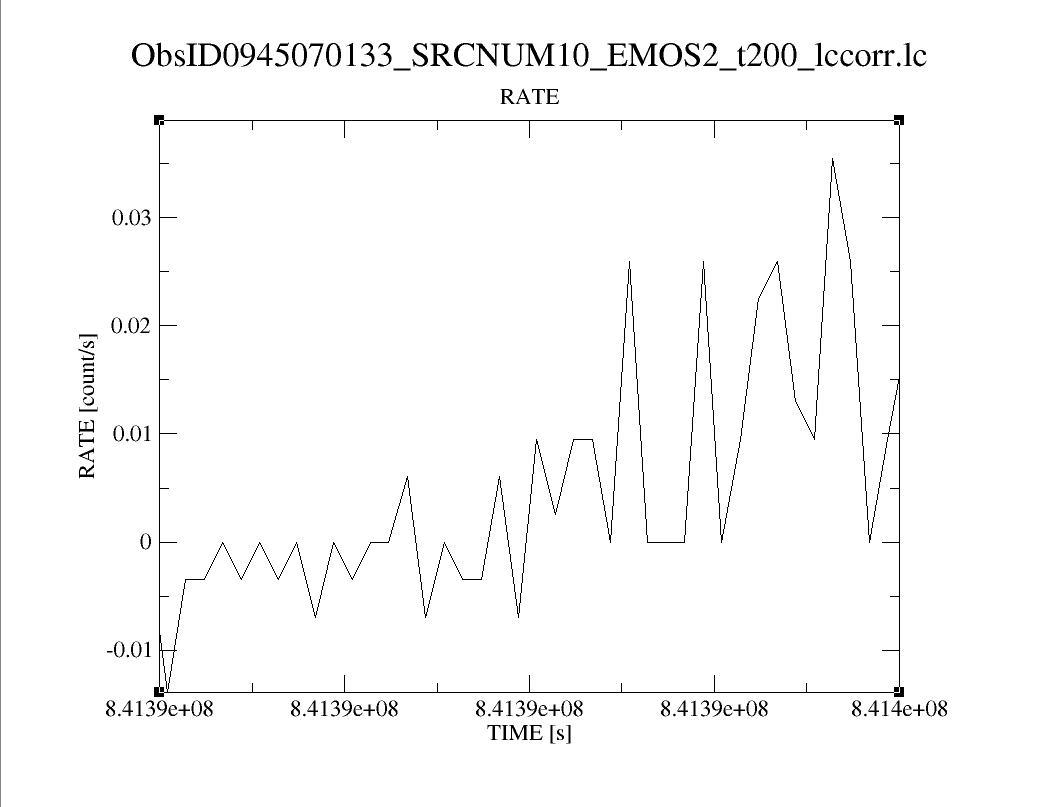 ObsID0945070133_SRCNUM10_EMOS2_t200_lccorr.lc
RATE
0.03
0.02
0.01
0
-0.01
RATE [count/s]
8.4139e+08 8.4139e+08 8.4139e+08 8.4139e+08 8.414e+08
TIME [s]